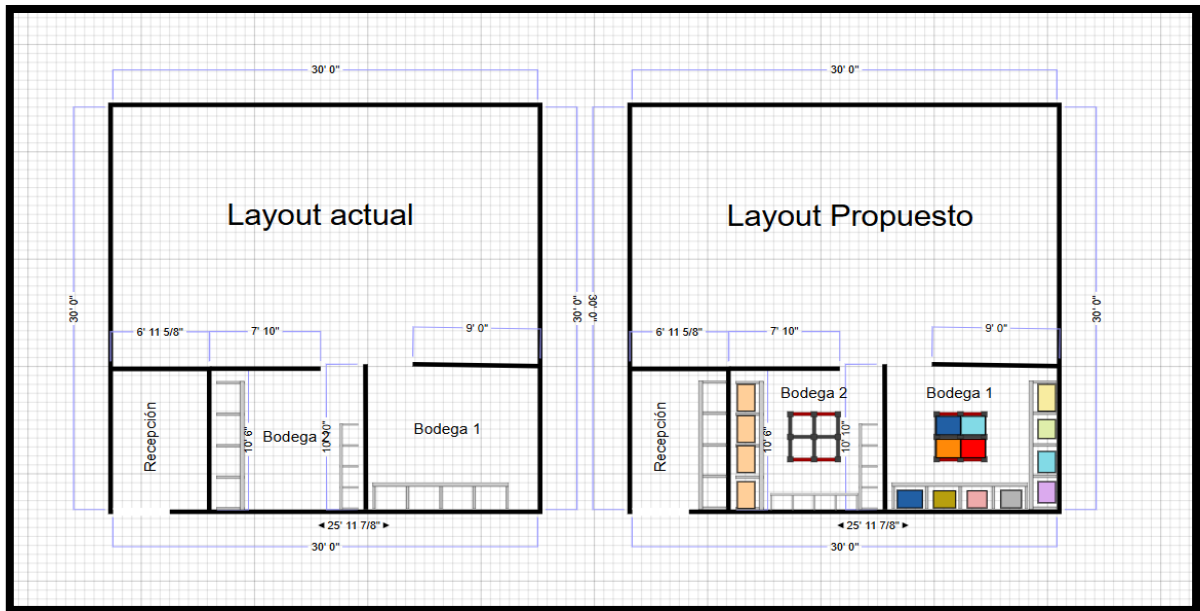 30' 0"
30' 0"
Layout actual
Layout Propuesto
30' 0"
30' 0"
30' 0"
30' 0"
6' 11 5/8"
7' 10"
9' 0"
6' 11 5/8"
7' 10"
9' 0"
Recepción
10' 6"
Bodega 2
10' 10"
Bodega 1
Recepción
Bodega 2
10' 6"
10' 10"
Bodega 1
25' 11 7/8"
25' 11 7/8"
30' 0"
30' 0"